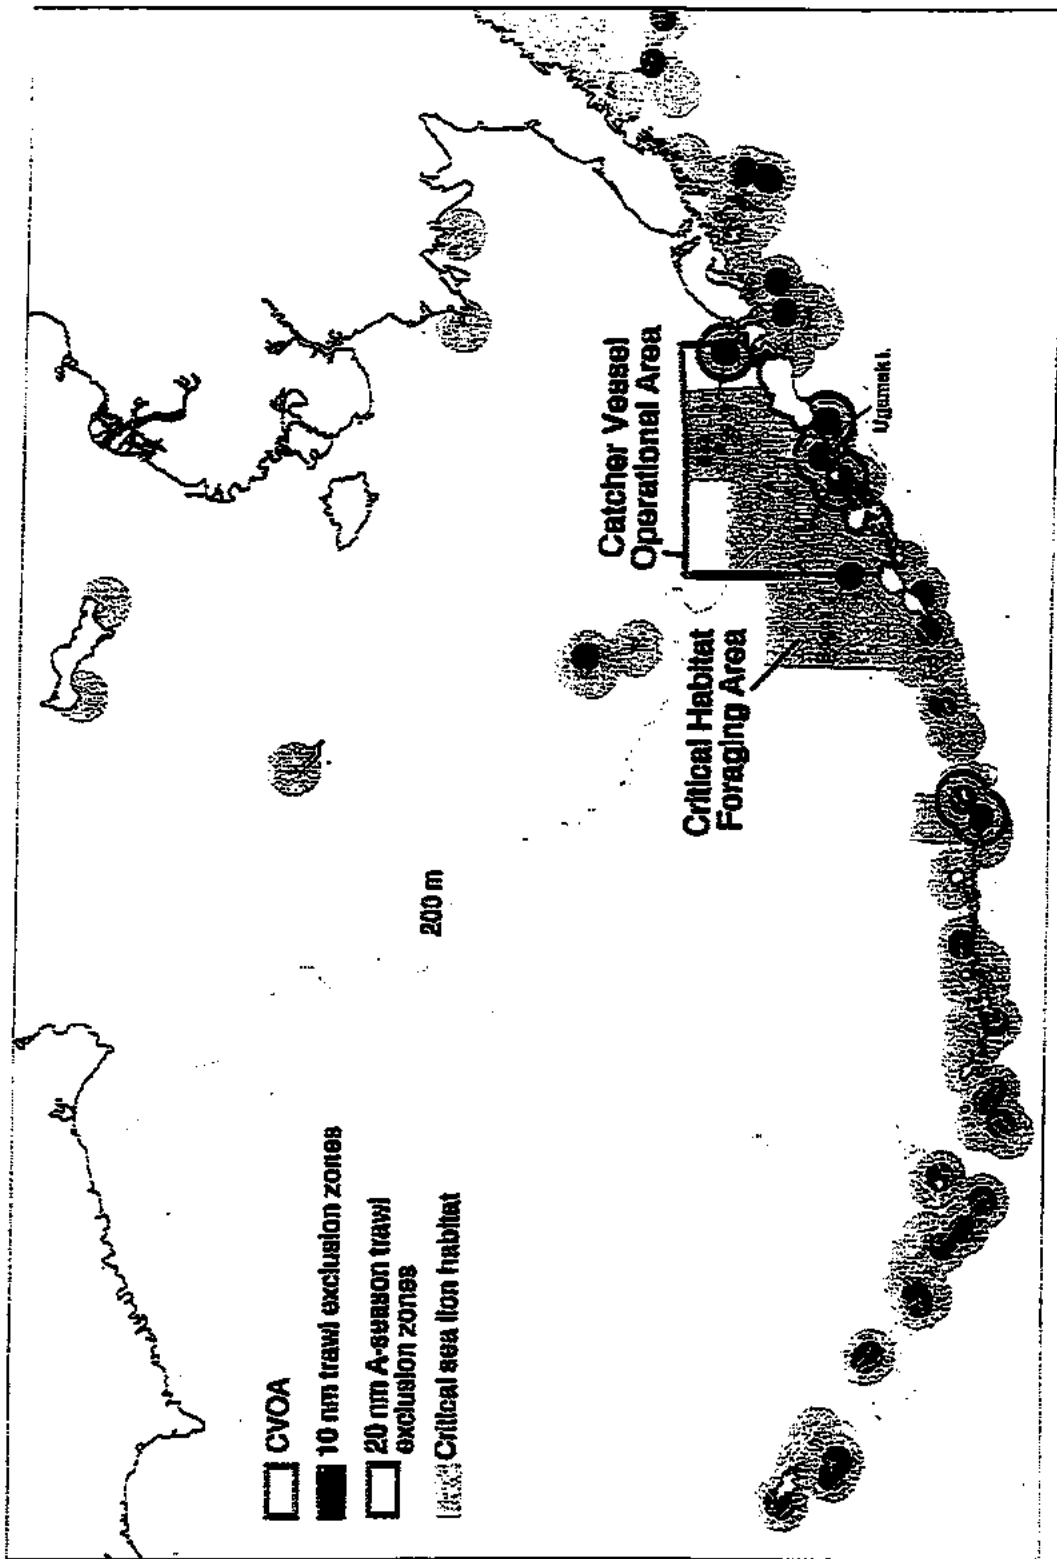 CVOA
10 nm trawl exclusion zones
20 nm A-season trawl
exclusion zones
Critical sea lion habitat
200 m
Critical Habitat
Foraging Area
Catcher Vessel
Operational Area
Ugamak I.